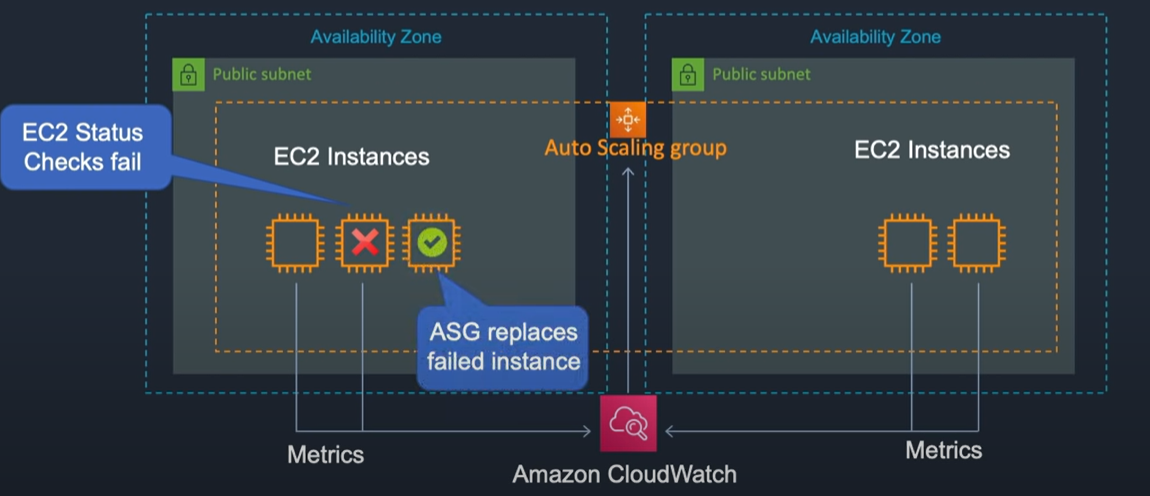 Availability Zone
Availability Zone
Public subnet
Public subnet
EC2 Status
Checks fail
EC2 Instances
Auto Scaling group
EC2 Instances
ASG replaces
failed instance
Metrics
Metrics
Amazon CloudWatch